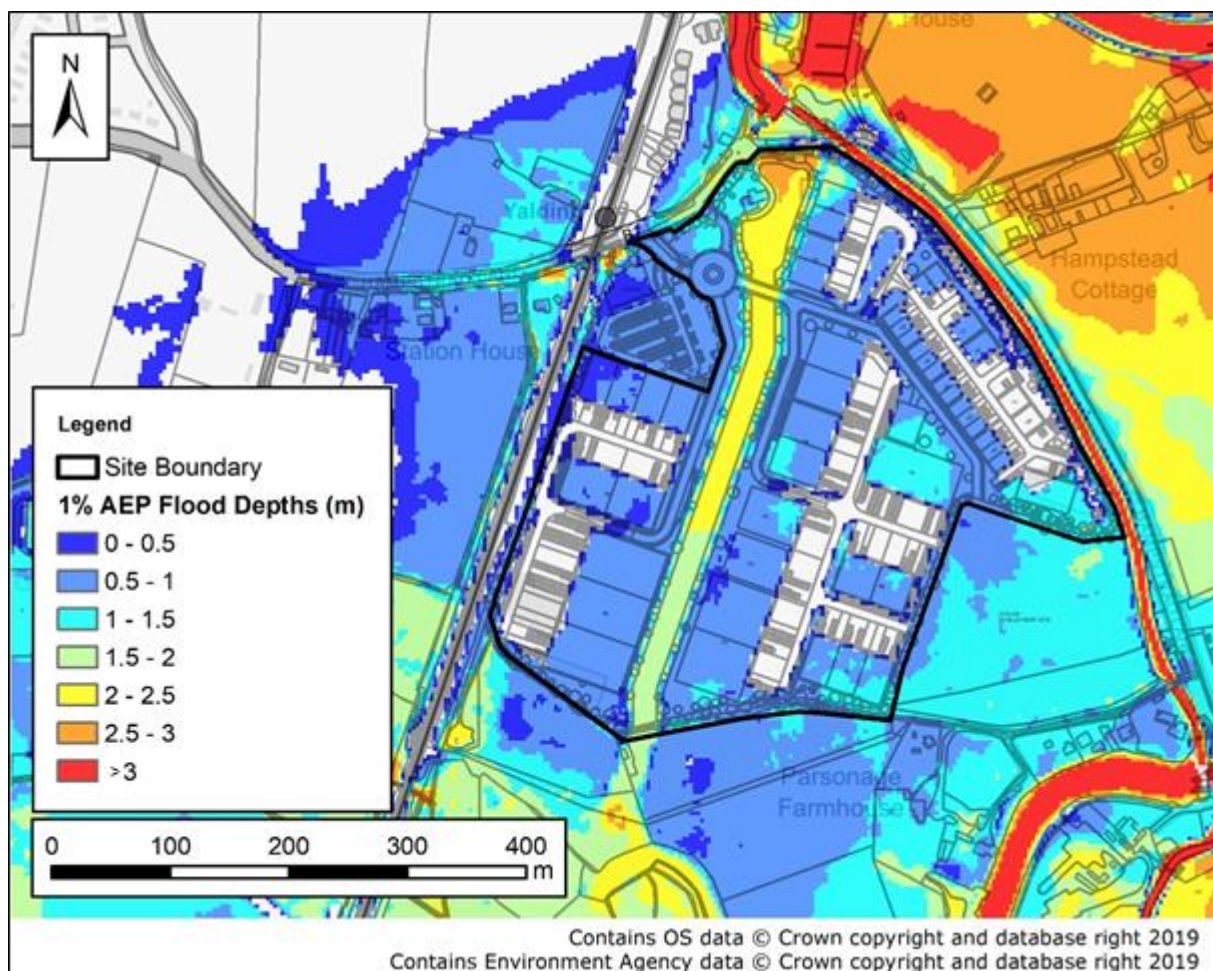 House
N
Yaldin
Hampstead
Cottage
Station House
Legend
Site Boundary
1% AEP Flood Depths (m)
0 - 0.5
0.5 - 1
1 - 1.5
1.5 - 2
2 - 2.5
2.5 - 3
>3
Parsonage
Farmhouse
0 100 200 300 400
m
Contains OS data © Crown copyright and database right 2019
Contains Environment Agency data © Crown copyright and database right 2019